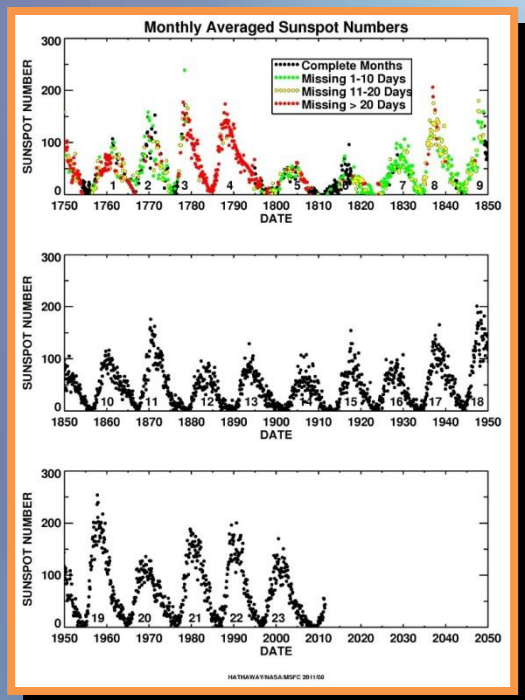 Monthly Averaged Sunspot Numbers
300
200
100
0
SUNSPOT NUMBER
Complete Months
Missing 1-10 Days
Missing 11-20 Days
Missing > 20 Days
1 2 3 4 5 6 7 8 9
1750 1760 1770 1780 1790 1800 1810 1820 1830 1840 1850
DATE
300
200
100
0
SUNSPOT NUMBER
10 11 12 13 14 15 16 17 18
1850 1860 1870 1880 1890 1900 1910 1920 1930 1940 1950
DATE
300
200
100
0
SUNSPOT NUMBER
19 20 21 22 23
1950 1960 1970 1980 1990 2000 2010 2020 2030 2040 2050
DATE
HATHAWAY/NASA/MSFC 2011/08